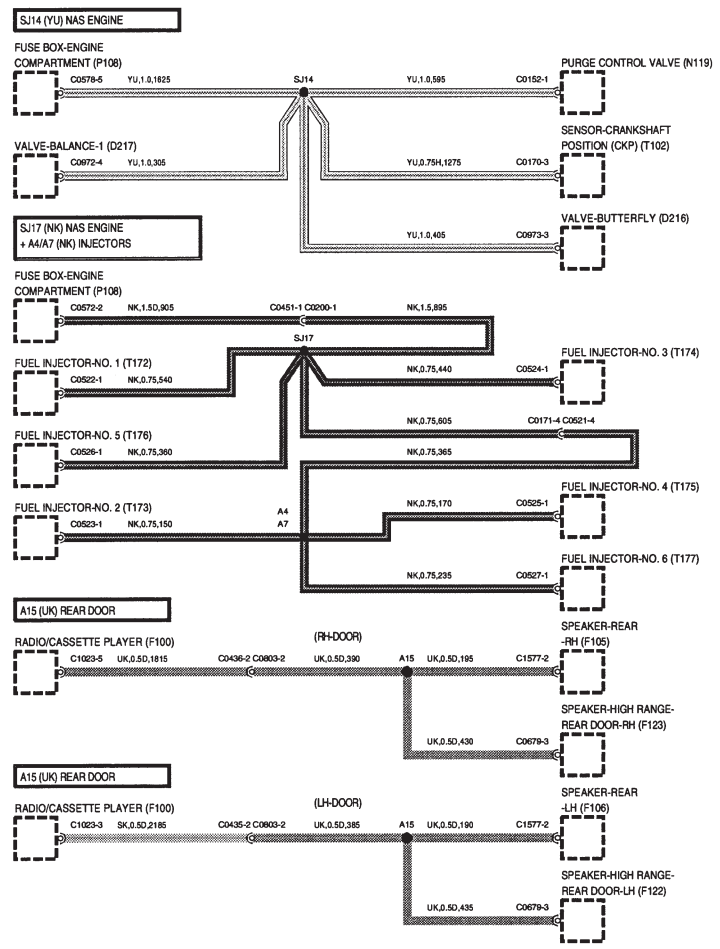 SJ14 (YU) NAS ENGINE
FUSE BOX-ENGINE
COMPARTMENT (P108)
C0578-5 YU,1.0,1625 SJ14 YU,1.0,595 C0152-1
PURGE CONTROL VALVE (N119)
VALVE-BALANCE-1 (D217)
C0972-4 YU,1.0,305
SENSOR-CRANKSHAFT
POSITION (CKP) (T102)
YU,0.75H,1275 C0170-3
VALVE-BUTTERFLY (D216)
YU,1.0,405 C0973-3
SJ17 (NK) NAS ENGINE
+ A4/A7 (NK) INJECTORS
FUSE BOX-ENGINE
COMPARTMENT (P108)
C0572-2 NK,1.5D,905 C0451-1 C0200-1 NK,1.5,895
SJ17
FUEL INJECTOR-NO. 1 (T172)
C0522-1 NK,0.75,540
FUEL INJECTOR-NO. 3 (T174)
NK,0.75,440 C0524-1
NK,0.75,605 C0171-4 C0521-4
FUEL INJECTOR-NO. 5 (T176)
C0526-1 NK,0.75,360
NK,0.75,365
FUEL INJECTOR-NO. 2 (T173)
C0523-1 NK,0.75,150
A4
A7
FUEL INJECTOR-NO. 4 (T175)
NK,0.75,170 C0525-1
FUEL INJECTOR-NO. 6 (T177)
NK,0.75,235 C0527-1
A15 (UK) REAR DOOR
RADIO/CASSETTE PLAYER (F100)
(RH-DOOR)
SPEAKER-REAR
-RH (F105)
C1023-5 UK,0.5D,1815 C0436-2 C0803-2 UK,0.5D,390 A15 UK,0.5D,195 C1577-2
SPEAKER-HIGH RANGE-
REAR DOOR-RH (F123)
UK,0.5D,430 C0679-3
A15 (UK) REAR DOOR
RADIO/CASSETTE PLAYER (F100)
(LH-DOOR)
SPEAKER-REAR
-LH (F106)
C1023-3 SK,0.5D,2185 C0435-2 C0803-2 UK,0.5D,385 A15 UK,0.5D,190 C1577-2
SPEAKER-HIGH RANGE-
REAR DOOR-LH (F122)
UK,0.5D,435 C0679-3